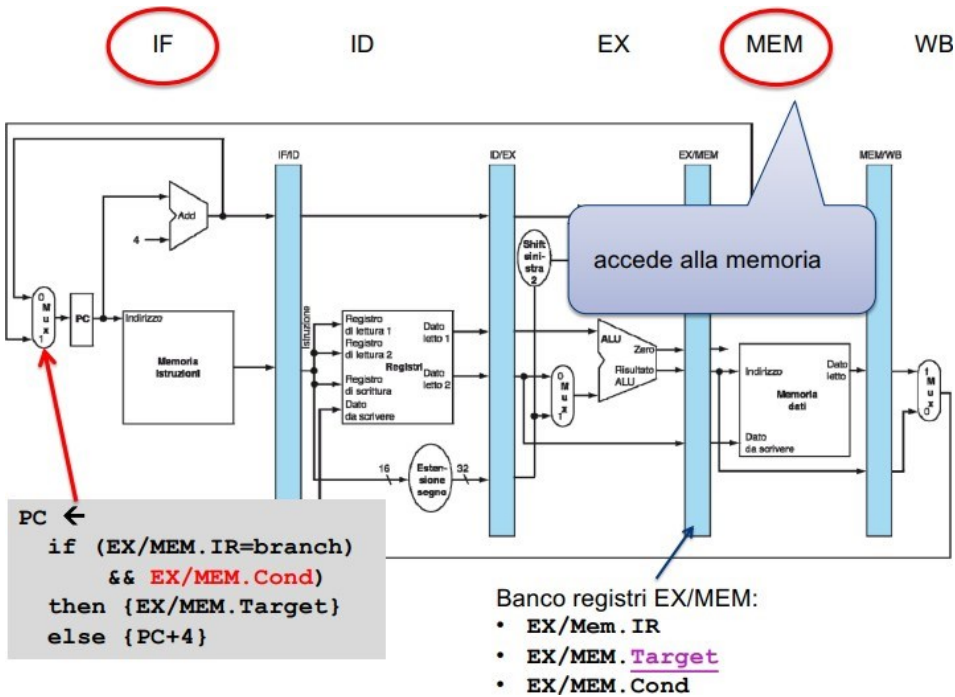 IF ID EX MEM WB
IF/ID
ID/EX
EX/MEM
MEM/WB
Add
4
Shift
sini-
stra
2
accede alla memoria
0
M
u
x
1
PC
Indirizzo
Memoria
istruzioni
Istruzione
Registro
di lettura 1
Registro
di lettura 2
Registri
Registro
di scrittura
Dato
da scrivere
Dato
letto 1
Dato
letto 2
16
Esten-
sione
segno
32
0
M
u
x
1
ALU
Zero
Risultato
ALU
Indirizzo
Dato
letto
Memoria
dati
Dato
da scrivere
1
M
u
x
0
PC ←
if (EX/MEM.IR=branch)
&& EX/MEM.Cond)
then {EX/MEM.Target}
else {PC+4}
Banco registri EX/MEM:
• EX/Mem.IR
• EX/MEM.Target
• EX/MEM.Cond